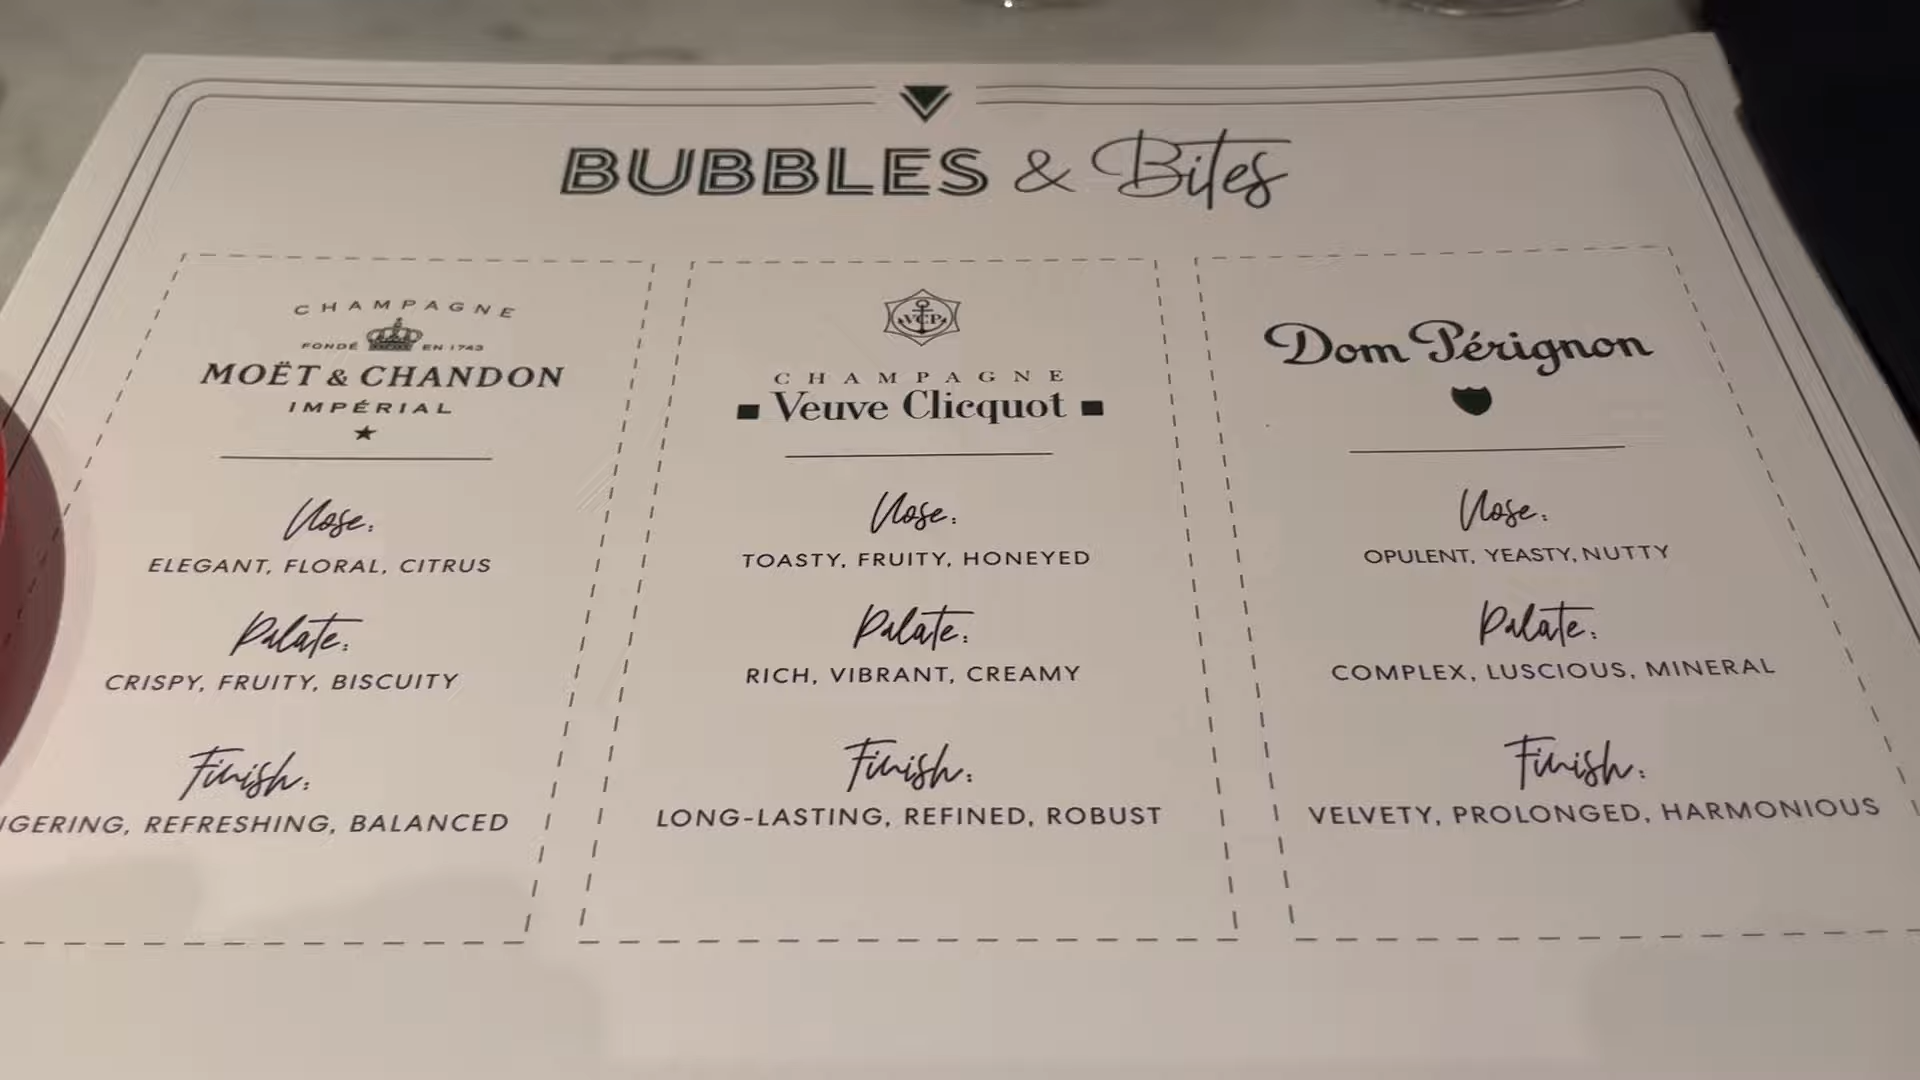 BUBBLES & Bites
CHAMPAGNE
FONDÉ EN 1743
MOËT & CHANDON
IMPÉRIAL
Nose:
ELEGANT, FLORAL, CITRUS
Palate:
CRISPY, FRUITY, BISCUITY
Finish:
REFRESHING, BALANCED
VCP
CHAMPAGNE
Veuve Clicquot
Nose:
TOASTY, FRUITY, HONEYED
Palate:
RICH, VIBRANT, CREAMY
Finish:
LONG-LASTING, REFINED, ROBUST
Dom Pérignon
Nose:
OPULENT, YEASTY, NUTTY
Palate:
COMPLEX, LUSCIOUS, MINERAL
Finish:
VELVETY, PROLONGED, HARMONIOUS